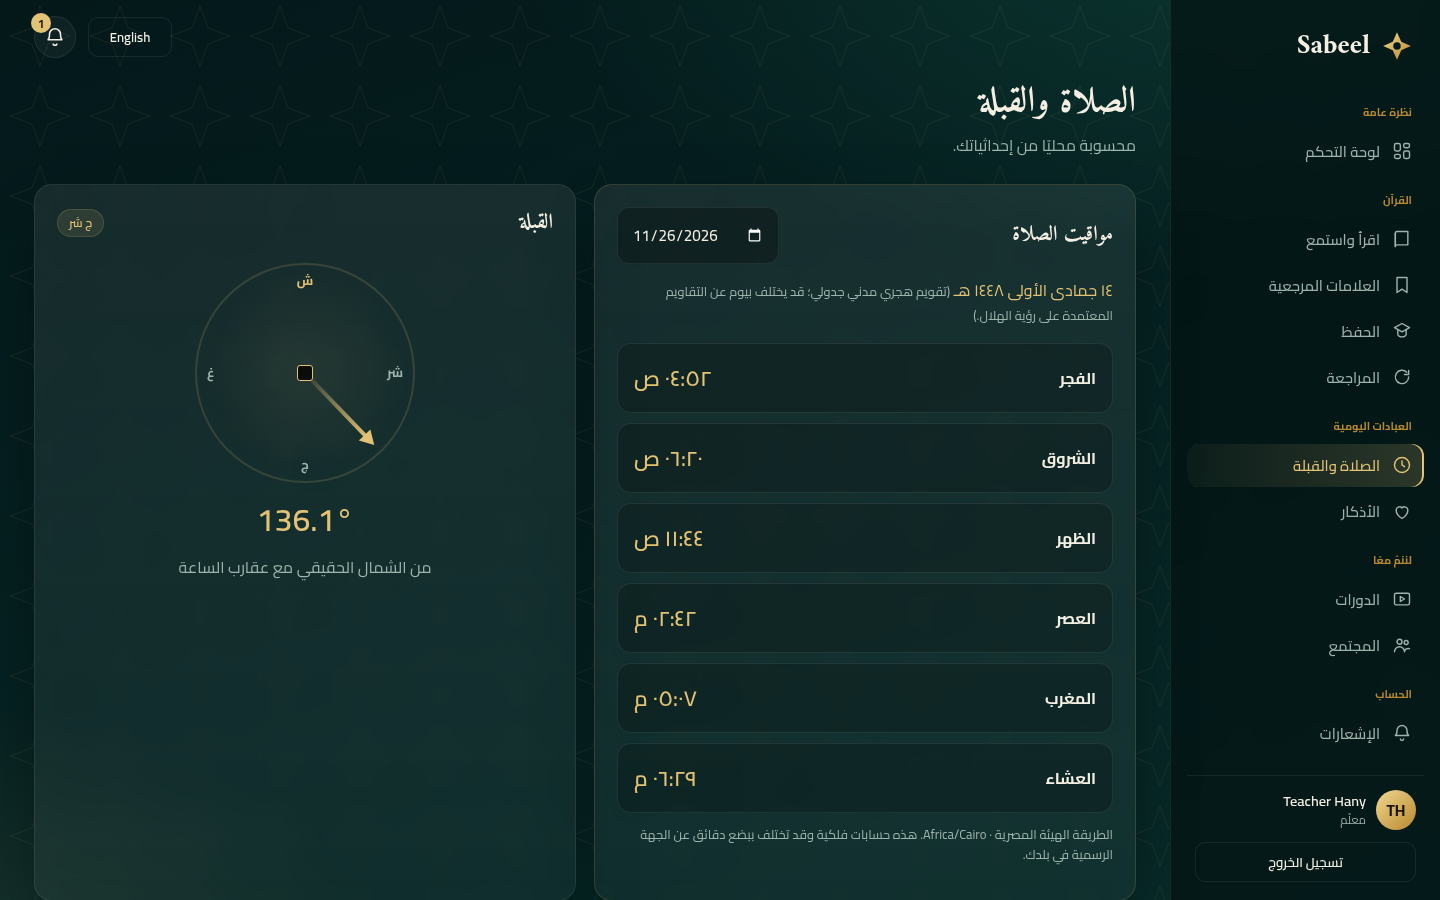 Sabeel
نظرة عامة
لوحة التحكم
القرآن
اقرأ واستمع
العلامات المرجعية
الحفظ
المراجعة
العبادات اليومية
الصلاة والقبلة
الأذكار
لننمُ معًا
الدورات
المجتمع
الحساب
الإشعارات
TH
Teacher Hany
معلّم
تسجيل الخروج
English
1
الصلاة والقبلة
محسوبة محليًا من إحداثياتك.
مواقيت الصلاة
11/26/2026
١٤ جمادى الأولى ١٤٤٨ هـ (تقويم هجري مدني جدولي؛ قد يختلف بيوم عن التقاويم
المعتمدة على رؤية الهلال.)
الفجر ٠٤:٥٢ ص
الشروق ٠٦:٢٠ ص
الظهر ١١:٤٤ ص
العصر ٠٢:٤٢ م
المغرب ٠٥:٠٧ م
العشاء ٠٦:٢٩ م
الطريقة الهيئة المصرية · Africa/Cairo. هذه حسابات فلكية وقد تختلف ببضع دقائق عن الجهة
الرسمية في بلدك.
القبلة
ج شر
ش
شر
غ
ج
136.1°
من الشمال الحقيقي مع عقارب الساعة